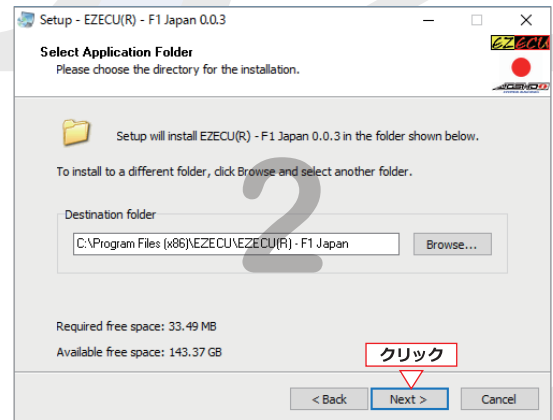 Setup - EZECU(R) - F1 Japan 0.0.3
EZECU
Select Application Folder
Please choose the directory for the installation.
Setup will install EZECU(R) - F1 Japan 0.0.3 in the folder shown below.
To install to a different folder, click Browse and select another folder.
2
Destination folder
C:\Program Files (x86)\EZECU\EZECU(R) - F1 Japan
Browse...
Required free space: 33.49 MB
Available free space: 143.37 GB
クリック
< Back
Next >
Cancel